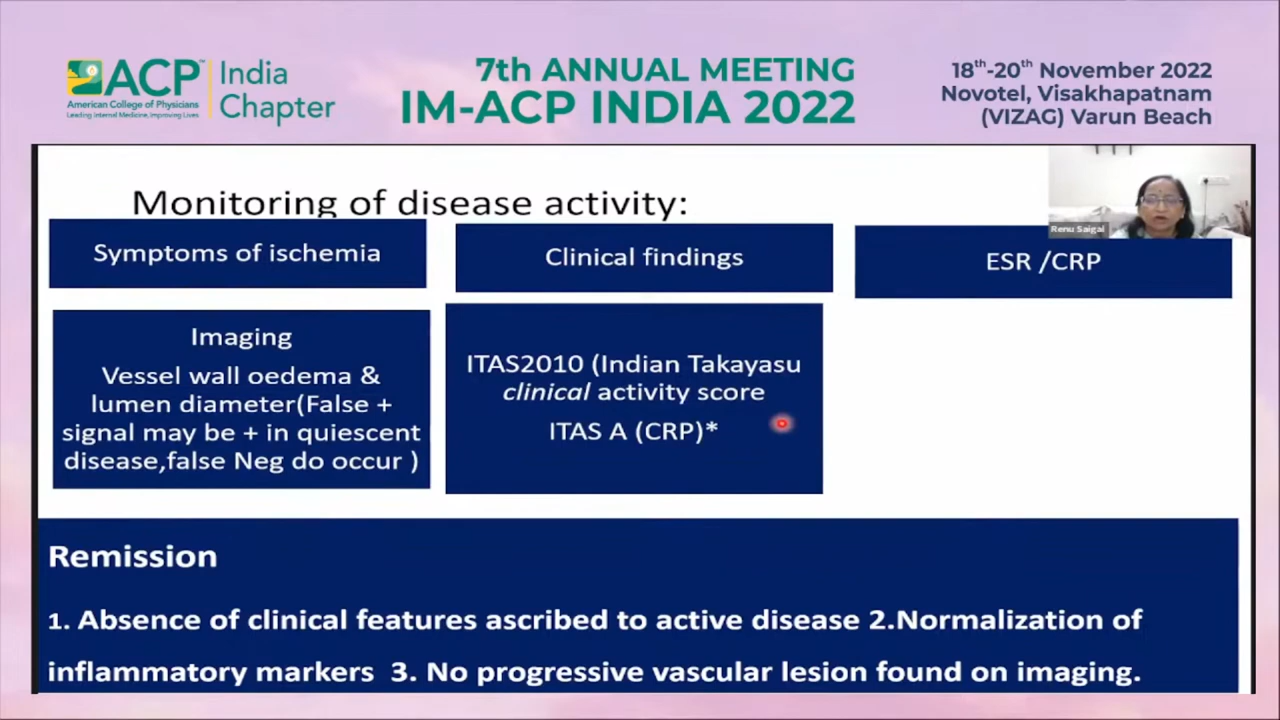 ACP™
American College of Physicians
Leading Internal Medicine, Improving Lives
India
Chapter
7th ANNUAL MEETING
IM-ACP INDIA 2022
18th-20th November 2022
Novotel, Visakhapatnam
(VIZAG) Varun Beach
Renu Saigal
Monitoring of disease activity:
Symptoms of ischemia
Clinical findings
ESR /CRP
Imaging
Vessel wall oedema &
lumen diameter(False +
signal may be + in quiescent
disease,false Neg do occur )
ITAS2010 (Indian Takayasu
clinical activity score
ITAS A (CRP)*
Remission
1. Absence of clinical features ascribed to active disease 2.Normalization of
inflammatory markers 3. No progressive vascular lesion found on imaging.